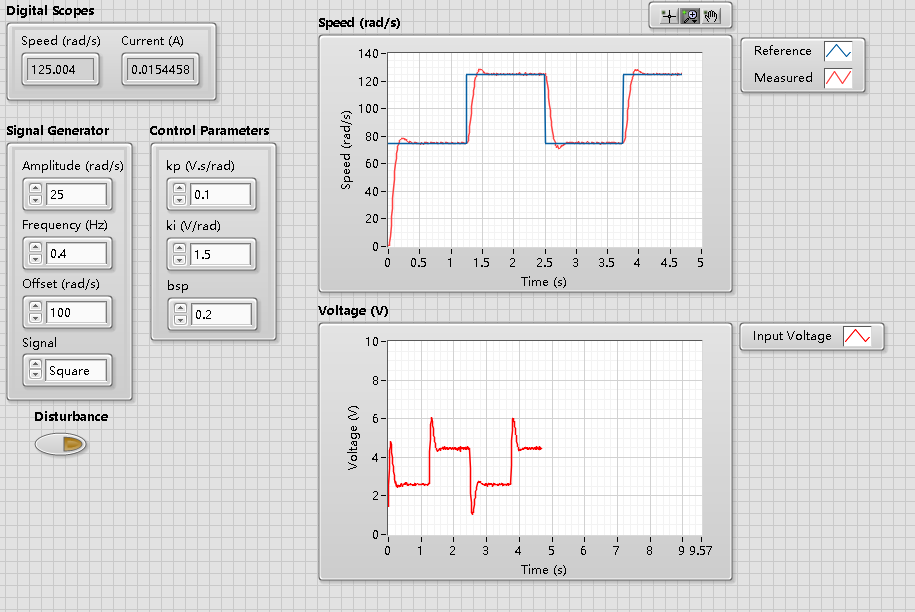 Digital Scopes
Speed (rad/s)
Current (A)
125.004
0.0154458
Signal Generator
Amplitude (rad/s)
25
Frequency (Hz)
0.4
Offset (rad/s)
100
Signal
Square
Disturbance
Control Parameters
kp (V.s/rad)
0.1
ki (V/rad)
1.5
bsp
0.2
Speed (rad/s)
140
120
100
80
60
40
20
0
Speed (rad/s)
0 0.5 1 1.5 2 2.5 3 3.5 4 4.5 5
Time (s)
Reference
Measured
Voltage (V)
10
8
6
4
2
0
Voltage (V)
0 1 2 3 4 5 6 7 8 9 9.57
Time (s)
Input Voltage